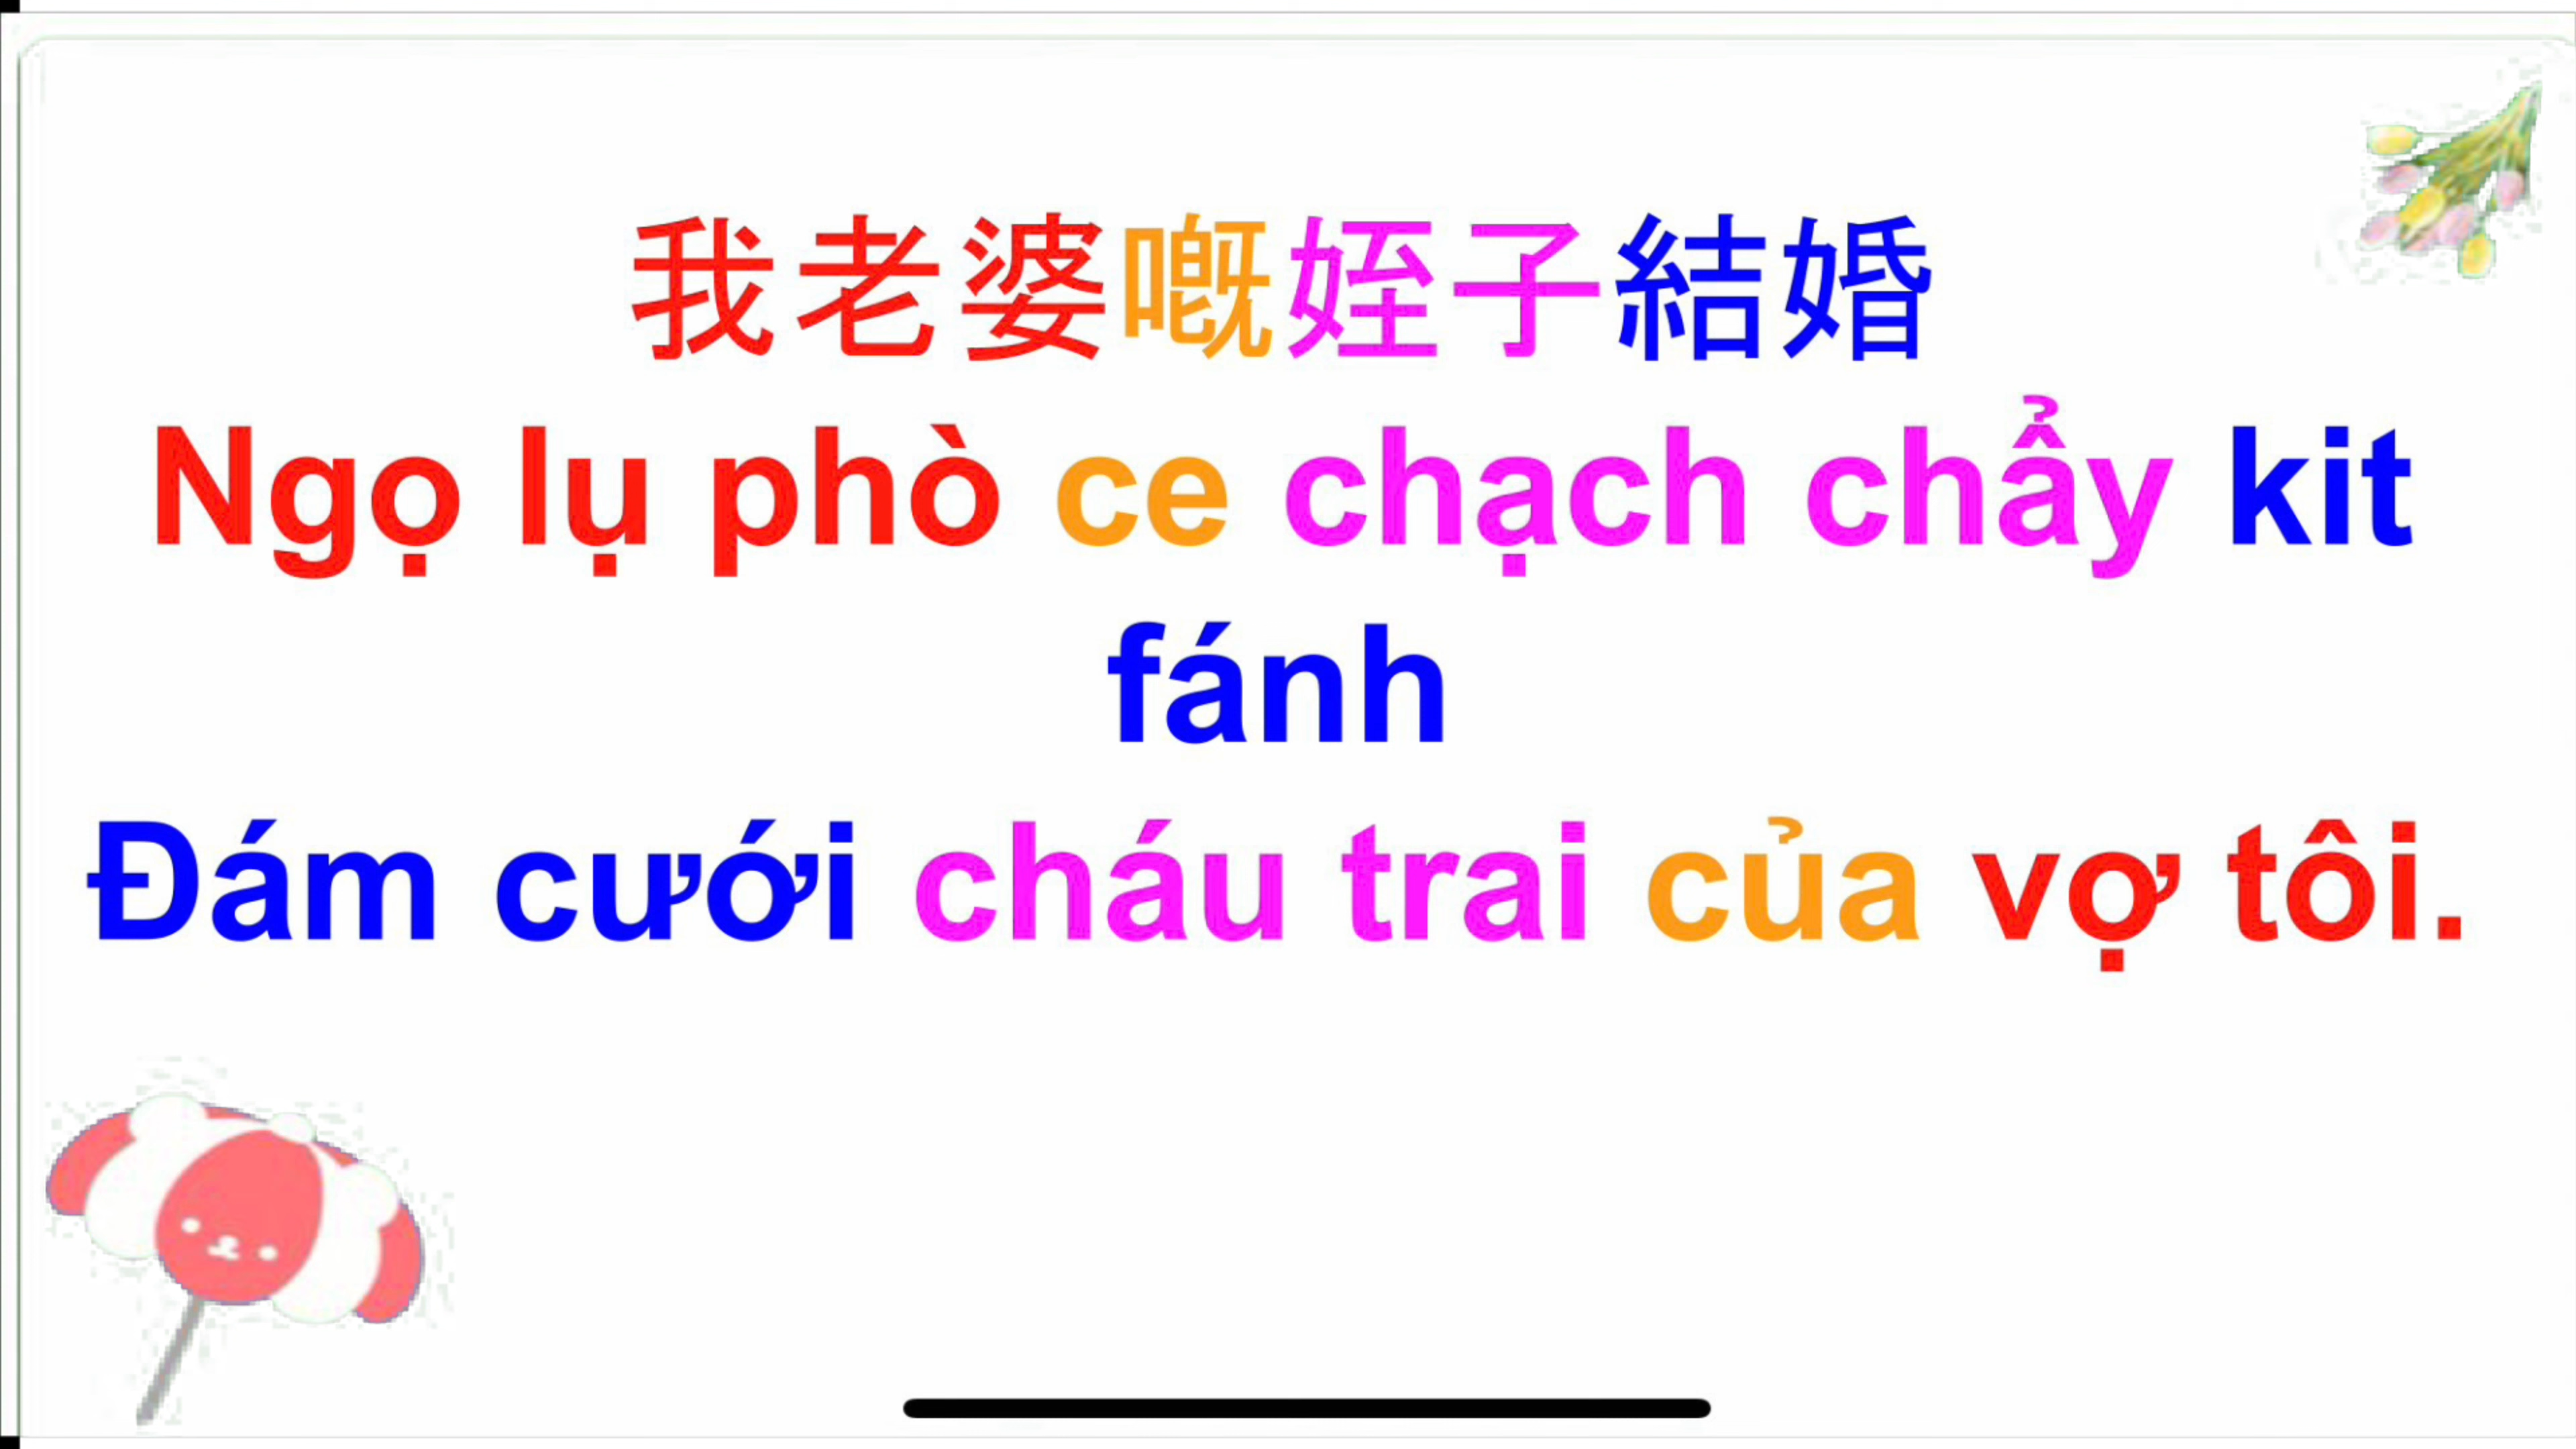 我老婆嘅姪子結婚
Ngọ lụ phò ce chạch chẩy kit
fánh
Đám cưới cháu trai của vợ tôi.